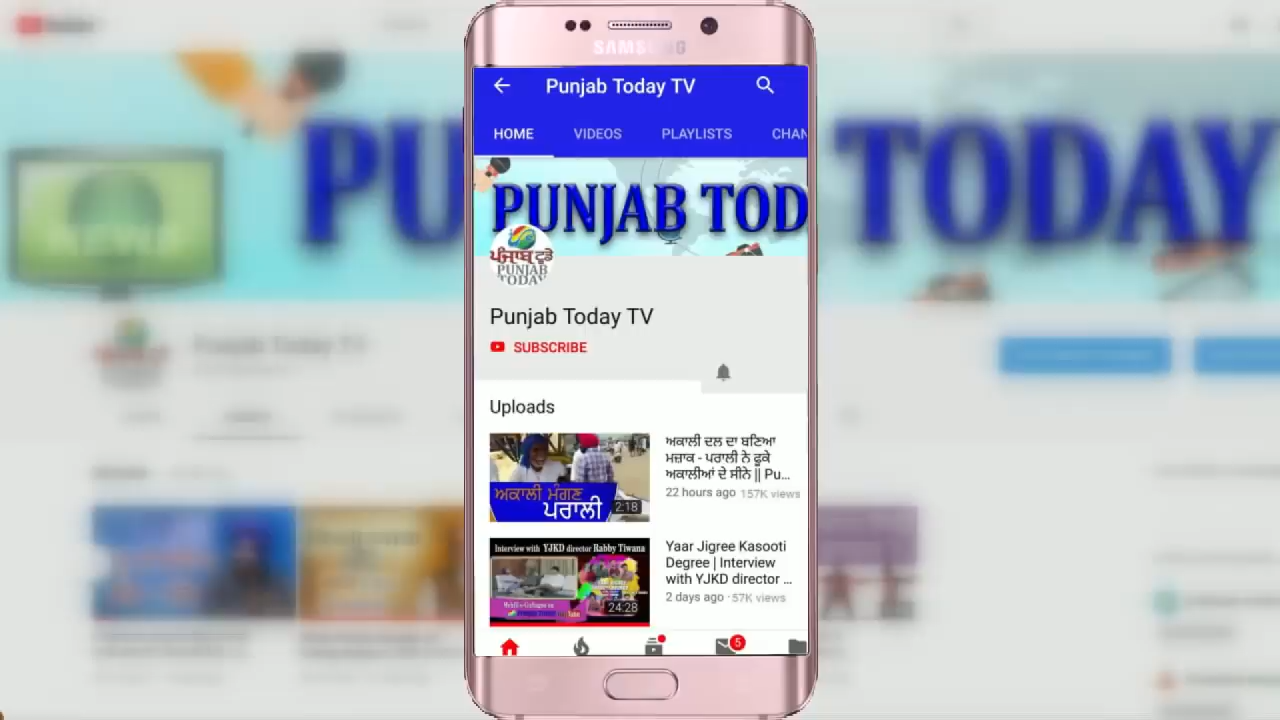 SAMSUNG
Punjab Today TV
HOME VIDEOS PLAYLISTS CHAN
PUNJAB TOD
ਪੰਜਾਬ ਟੂਡੇ
PUNJAB
TODAY
Punjab Today TV
SUBSCRIBE
Uploads
ਅਕਾਲੀ ਮੰਗਣ
ਪਰਾਲੀ
2:18
ਅਕਾਲੀ ਦਲ ਦਾ ਬਣਿਆ
ਮਜ਼ਾਕ - ਪਰਾਲੀ ਨੇ ਫੂਕੇ
ਅਕਾਲੀਆਂ ਦੇ ਸੀਨੇ || Pu...
22 hours ago 157K views
Interview with YJKD director Rabby Tiwana
24:28
Yaar Jigree Kasooti
Degree | Interview
with YJKD director ...
2 days ago · 57K views
5
PU TODAY
Punjab Today TV